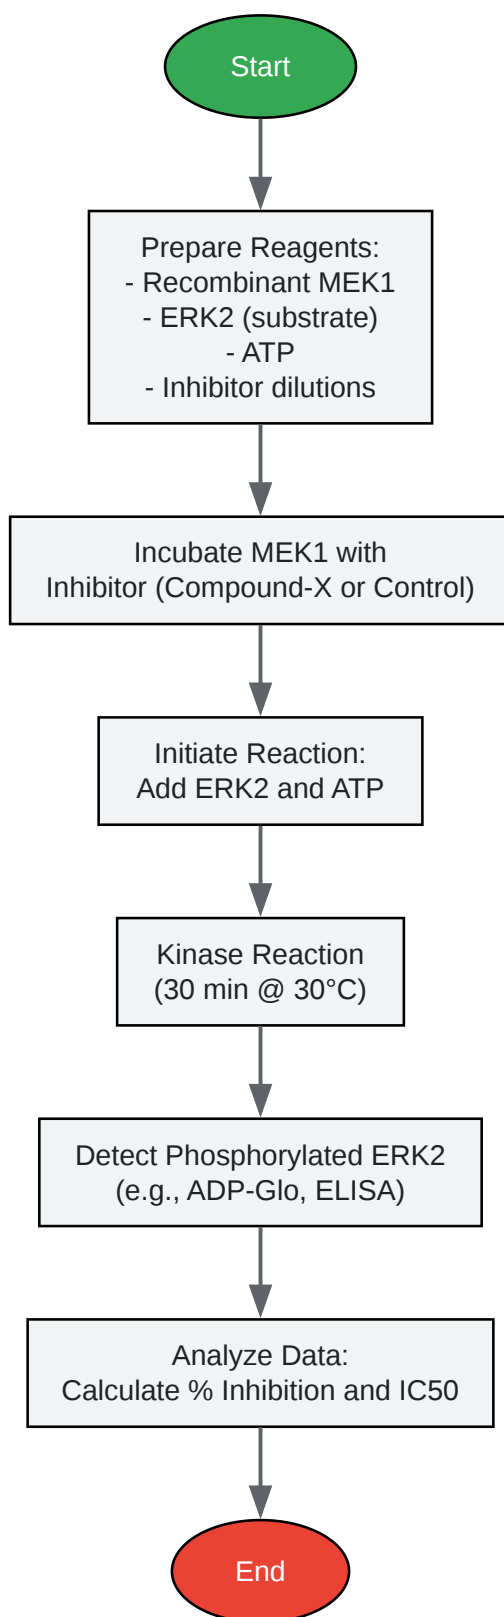 Start
Prepare Reagents:
- Recombinant MEK1
- ERK2 (substrate)
- ATP
- Inhibitor dilutions
Incubate MEK1 with
Inhibitor (Compound-X or Control)
Initiate Reaction:
Add ERK2 and ATP
Kinase Reaction
(30 min @ 30°C)
Detect Phosphorylated ERK2
(e.g., ADP-Glo, ELISA)
Analyze Data:
Calculate % Inhibition and IC50
End